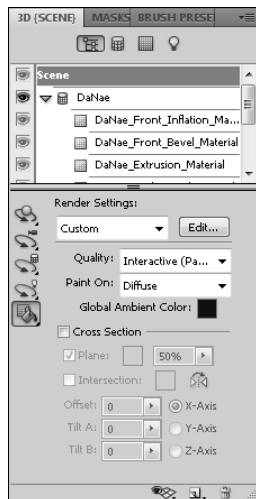 3D {SCENE} MASKS BRUSH PRESE
Scene
DaNae
DaNae_Front_Inflation_Ma...
DaNae_Front_Bevel_Material
DaNae_Extrusion_Material
Render Settings:
Custom Edit...
Quality: Interactive (Pa...
Paint On: Diffuse
Global Ambient Color:
Cross Section
Plane: 50%
Intersection:
Offset: 0 X-Axis
Tilt A: 0 Y-Axis
Tilt B: 0 Z-Axis